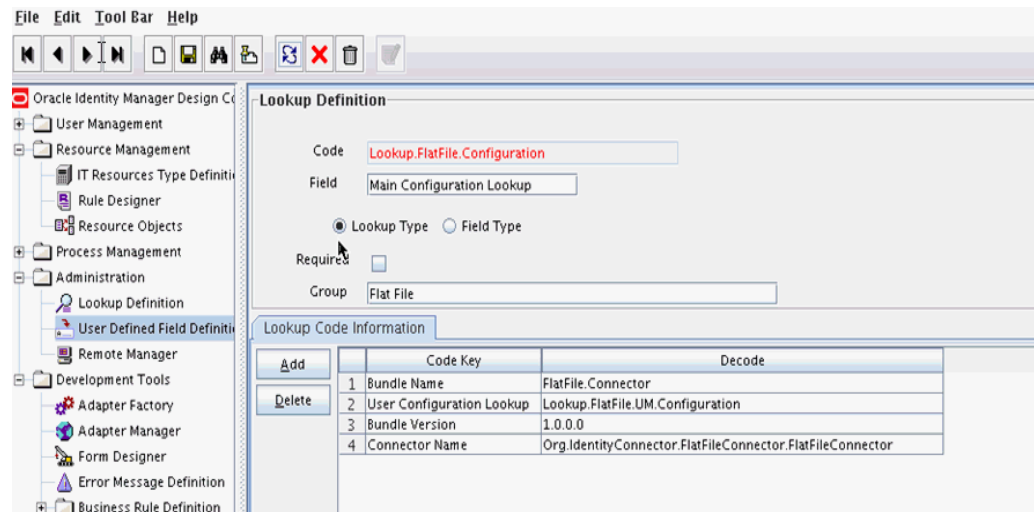 File Edit Tool Bar Help
Oracle Identity Manager Design Co
User Management
Resource Management
IT Resources Type Definiti
Rule Designer
Resource Objects
Process Management
Administration
Lookup Definition
User Defined Field Definiti
Remote Manager
Development Tools
Adapter Factory
Adapter Manager
Form Designer
Error Message Definition
Business Rule Definition
Lookup Definition
Code Lookup.FlatFile.Configuration
Field Main Configuration Lookup
Lookup Type Field Type
Required
Group Flat File
Lookup Code Information
Add
Delete
Code Key Decode
1 Bundle Name FlatFile.Connector
2 User Configuration Lookup Lookup.FlatFile.UM.Configuration
3 Bundle Version 1.0.0.0
4 Connector Name Org.IdentityConnector.FlatFileConnector.FlatFileConnector